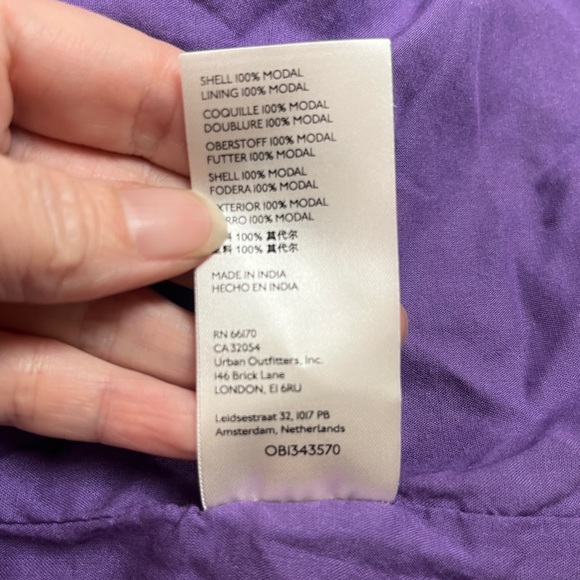 SHELL 100% MODAL
LINING 100% MODAL
COQUILLE 100% MODAL
DOUBLURE 100% MODAL
OBERSTOFF 100% MODAL
FUTTER 100% MODAL
SHELL 100% MODAL
FODERA 100% MODAL
XTERIOR 100% MODAL
RRO 100% MODAL
100% 莫代尔
料 100% 莫代尔
MADE IN INDIA
HECHO EN INDIA
RN 66170
CA 32054
Urban Outfitters, Inc.
146 Brick Lane
LONDON, E1 6RU
Leidsestraat 32, 1017 PB
Amsterdam, Netherlands
OB1343570